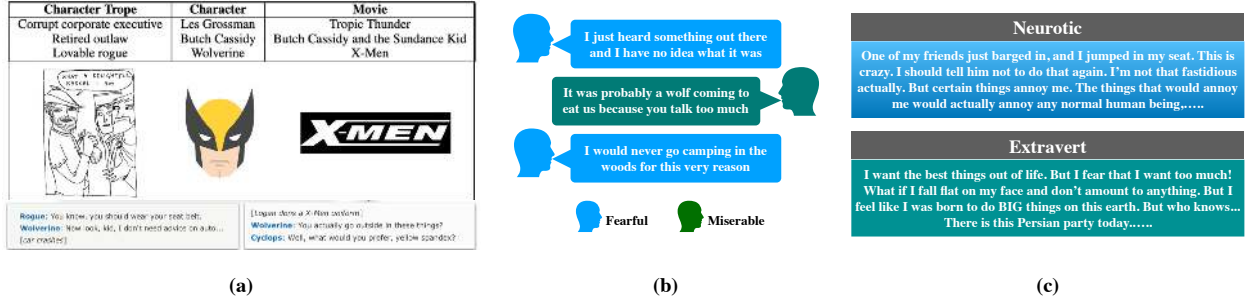 Character Trope Character Movie
Corrupt corporate executive Les Grossman Tropic Thunder
Retired outlaw Butch Cassidy Butch Cassidy and the Sundance Kid
Lovable rogue Wolverine X-Men
X-MEN
Rogue: You know, you should wear your seat belt.
Wolverine: Now look, kid, I don't need advice on auto...
[car crashes]
[Logan dons a X-Men uniform]
Wolverine: You actually go outside in these things?
Cyclops: Well, what would you prefer, yellow spandex?
(a)
I just heard something out there
and I have no idea what it was
It was probably a wolf coming to
eat us because you talk too much
I would never go camping in the
woods for this very reason
Fearful Miserable
(b)
Neurotic
One of my friends just barged in, and I jumped in my seat. This is
crazy. I should tell him not to do that again. I'm not that fastidious
actually. But certain things annoy me. The things that would annoy
me would actually annoy any normal human being,.....
Extravert
I want the best things out of life. But I fear that I want too much!
What if I fall flat on my face and don't amount to anything. But I
feel like I was born to do BIG things on this earth. But who knows...
There is this Persian party today.....
(c)